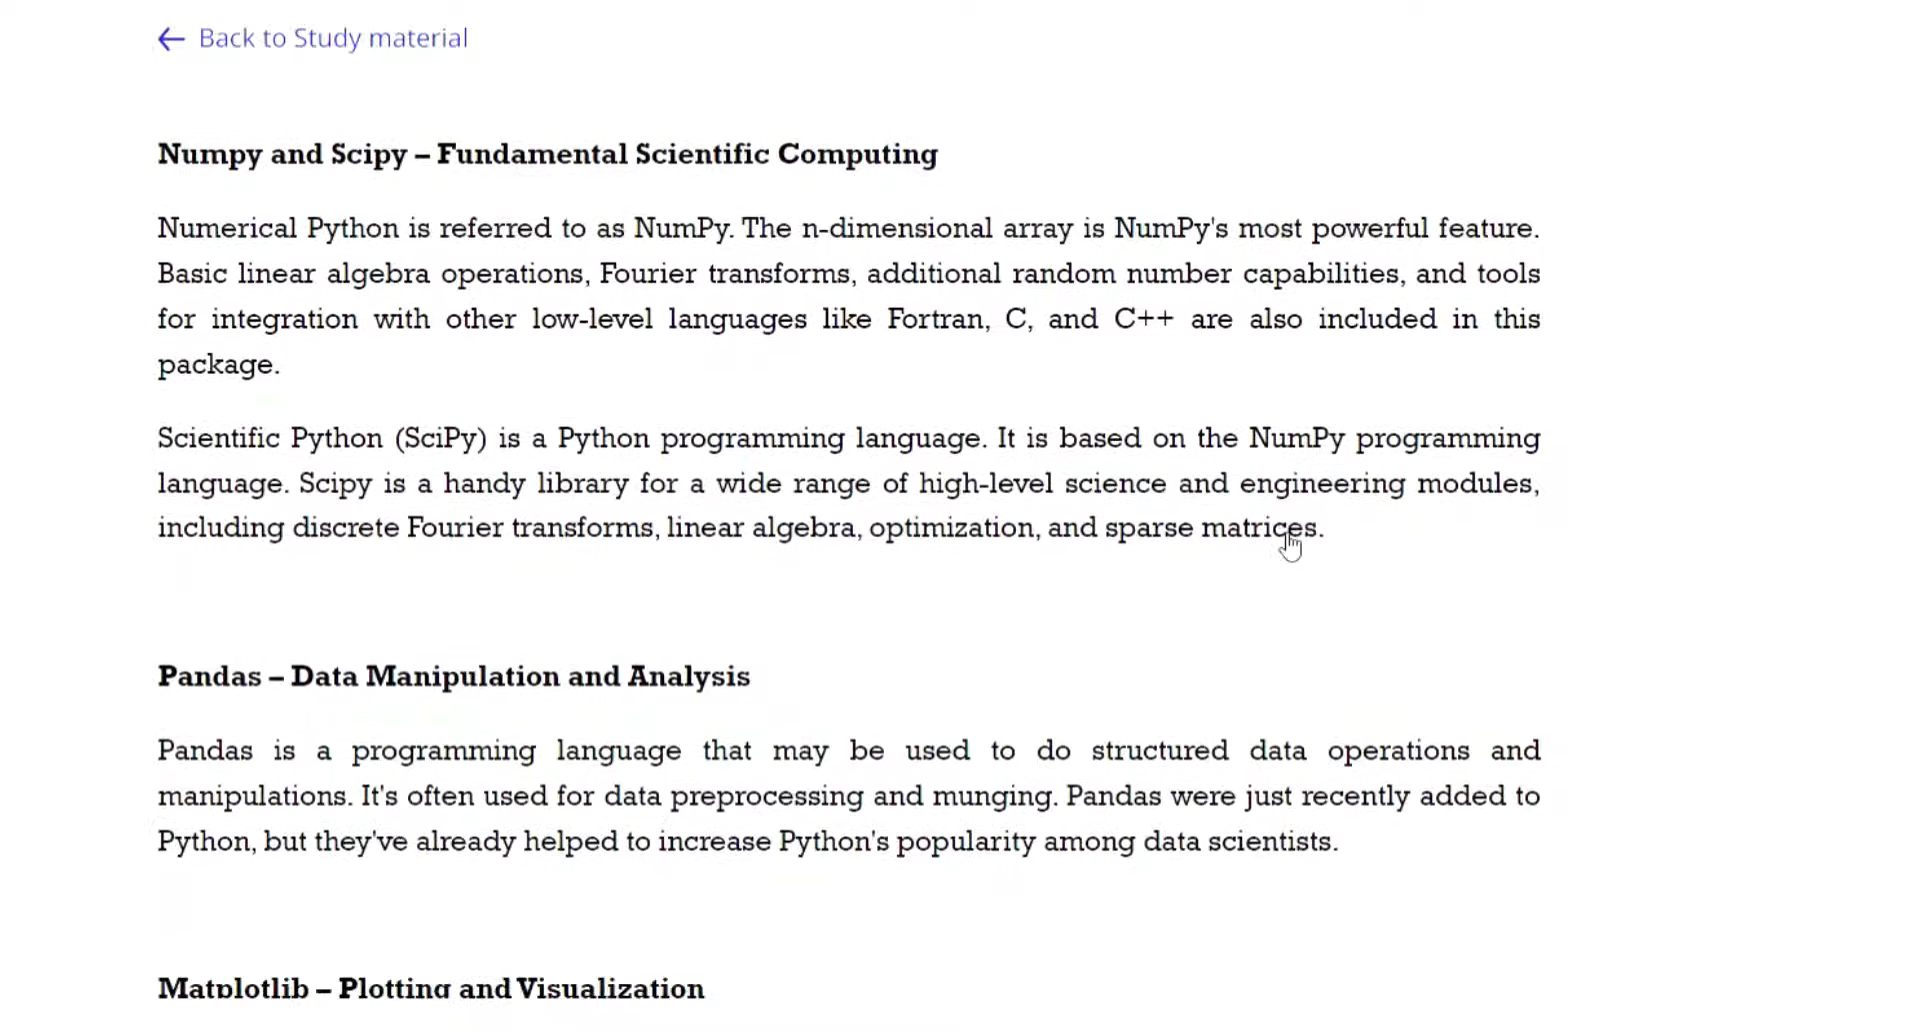 ← Back to Study material
Numpy and Scipy – Fundamental Scientific Computing
Numerical Python is referred to as NumPy. The n-dimensional array is NumPy's most powerful feature.
Basic linear algebra operations, Fourier transforms, additional random number capabilities, and tools
for integration with other low-level languages like Fortran, C, and C++ are also included in this
package.
Scientific Python (SciPy) is a Python programming language. It is based on the NumPy programming
language. Scipy is a handy library for a wide range of high-level science and engineering modules,
including discrete Fourier transforms, linear algebra, optimization, and sparse matrices.
Pandas – Data Manipulation and Analysis
Pandas is a programming language that may be used to do structured data operations and
manipulations. It's often used for data preprocessing and munging. Pandas were just recently added to
Python, but they've already helped to increase Python's popularity among data scientists.
Matplotlib – Plotting and Visualization